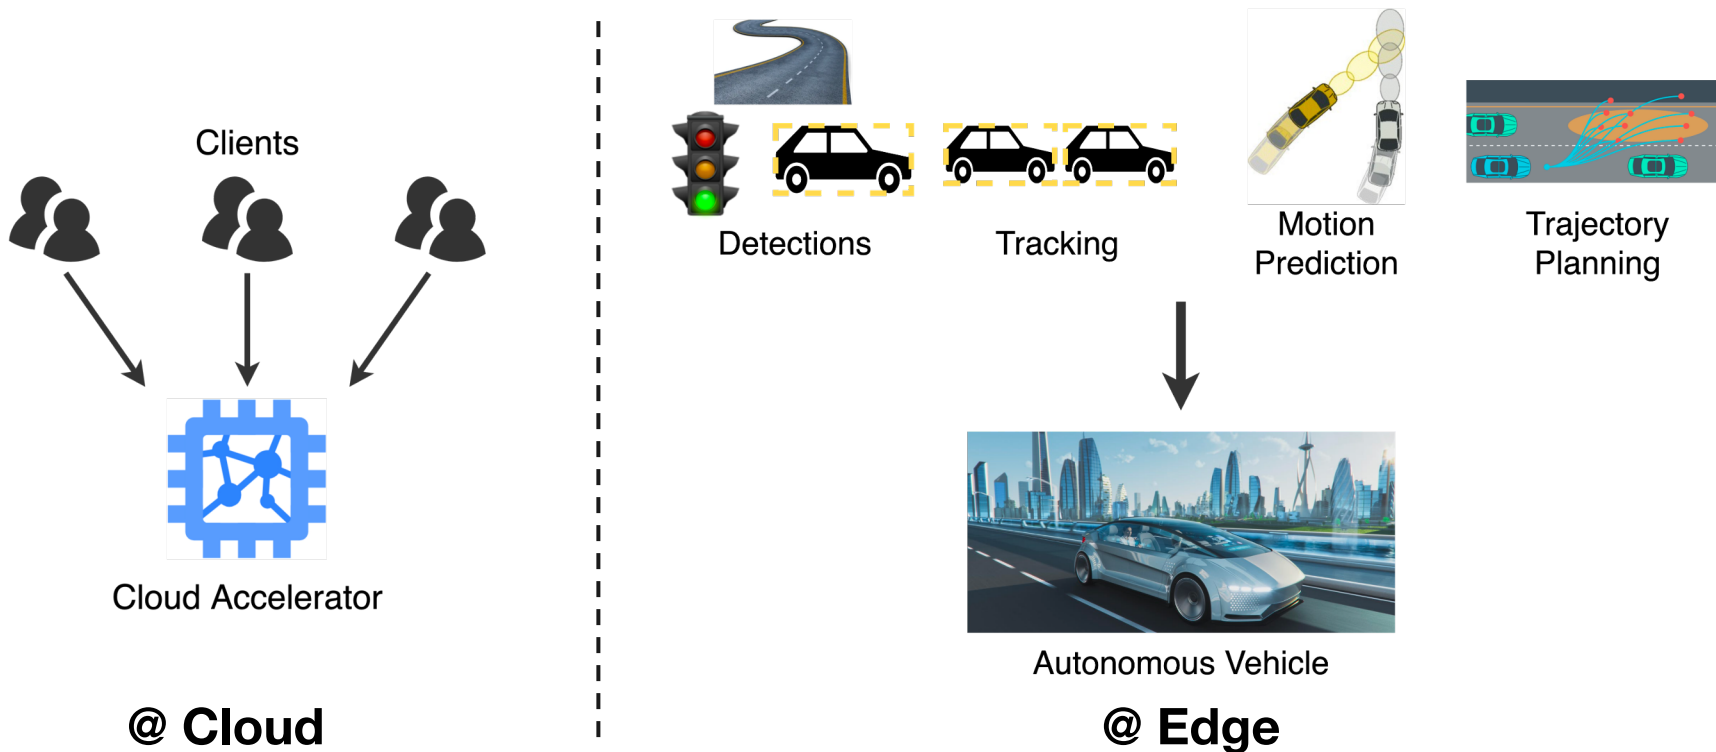 Clients
Cloud Accelerator
@ Cloud
Detections
Tracking
Motion
Prediction
Trajectory
Planning
Autonomous Vehicle
@ Edge